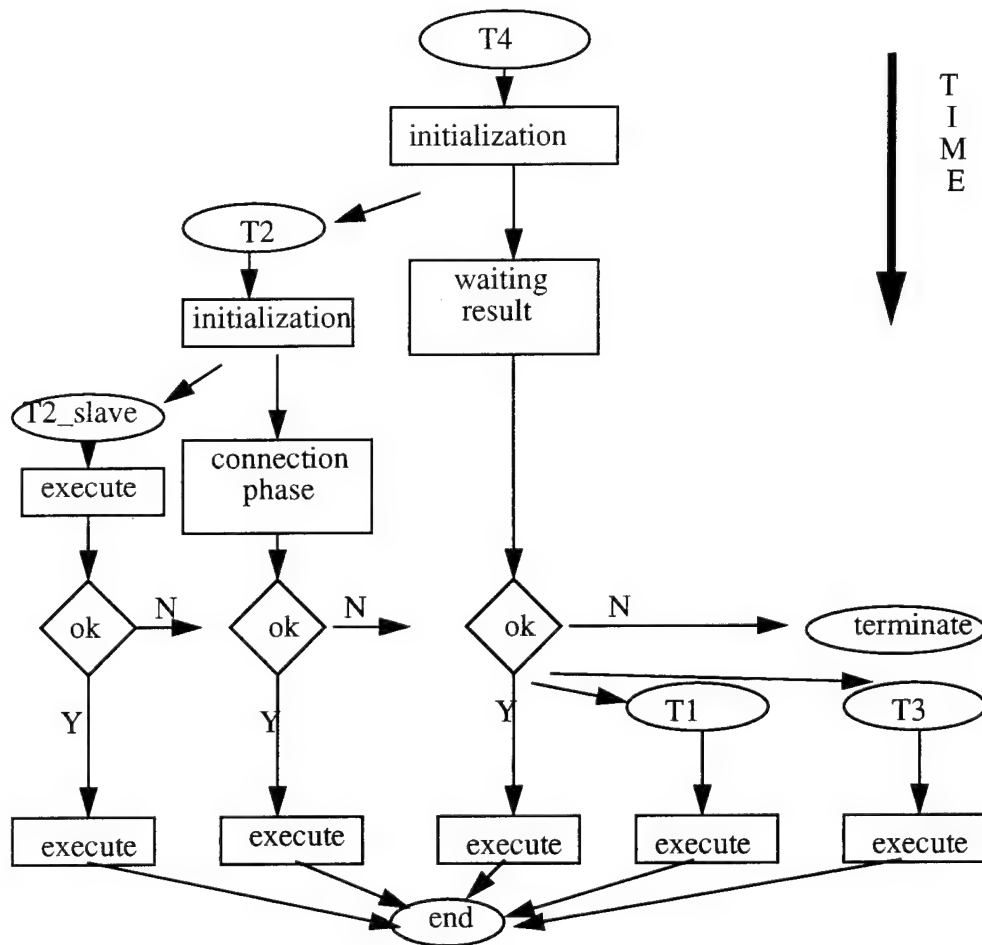 T4
T
I
M
E
initialization
T2
waiting
result
initialization
T2_slave
connection
phase
execute
ok
N
ok
N
ok
N
terminate
Y
Y
Y
T1
T3
execute
execute
execute
execute
execute
end